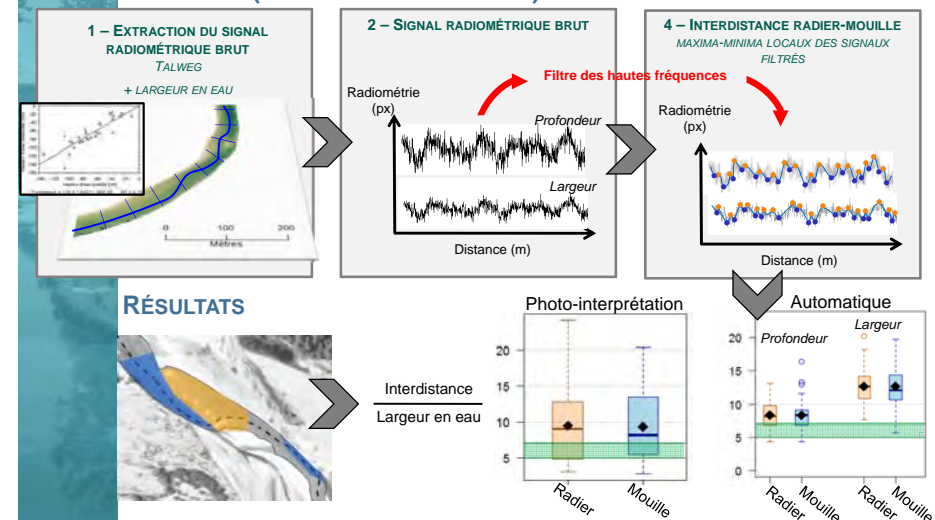 1 – EXTRACTION DU SIGNAL
RADIOMÉTRIQUE BRUT
TALWEG
+ LARGEUR EN EAU
0 100 200
Mètres
2 – SIGNAL RADIOMÉTRIQUE BRUT
Radiométrie
(px)
Filtre des hautes fréquences
Profondeur
Largeur
Distance (m)
4 – INTERDISTANCE RADIER-MOUILLE
MAXIMA-MINIMA LOCAUX DES SIGNAUX
FILTRÉS
Radiométrie
(px)
Distance (m)
RÉSULTATS
Interdistance
Largeur en eau
Photo-interprétation
20
15
10
5
Radier
Mouille
Automatique
Profondeur
Largeur
20
15
10
5
0
Radier
Mouille
Radier
Mouille